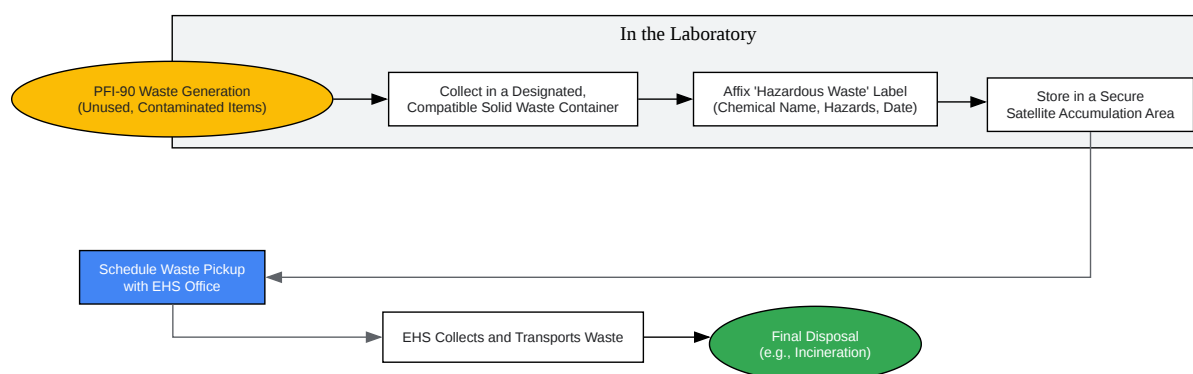 In the Laboratory
PFI-90 Waste Generation
(Unused, Contaminated Items)
Collect in a Designated,
Compatible Solid Waste Container
Affix 'Hazardous Waste' Label
(Chemical Name, Hazards, Date)
Store in a Secure
Satellite Accumulation Area
Schedule Waste Pickup
with EHS Office
EHS Collects and Transports Waste
Final Disposal
(e.g., Incineration)